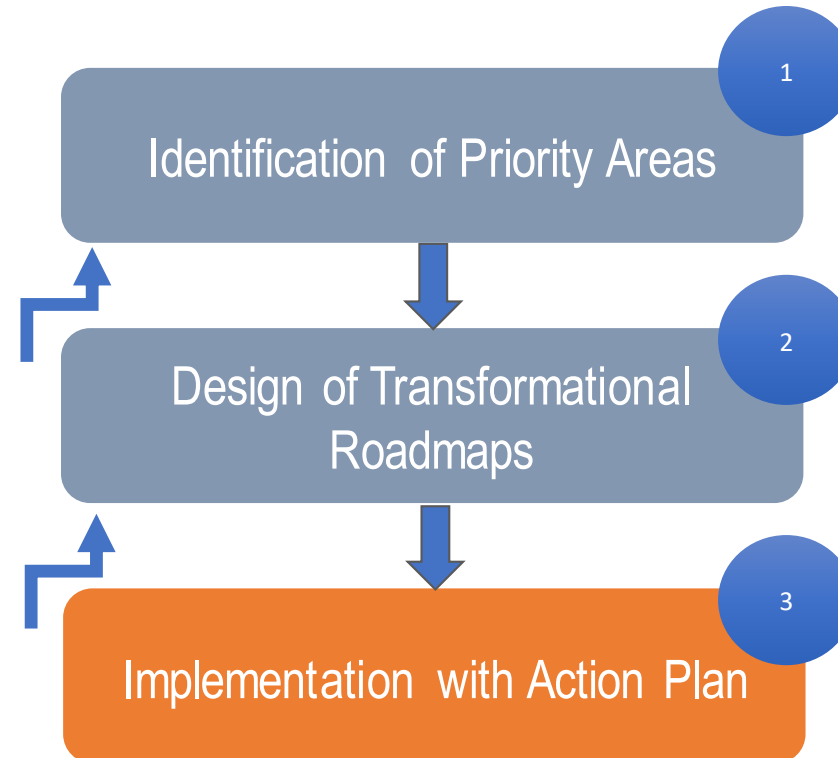 1
Identification of Priority Areas
2
Design of Transformational
Roadmaps
3
Implementation with Action Plan